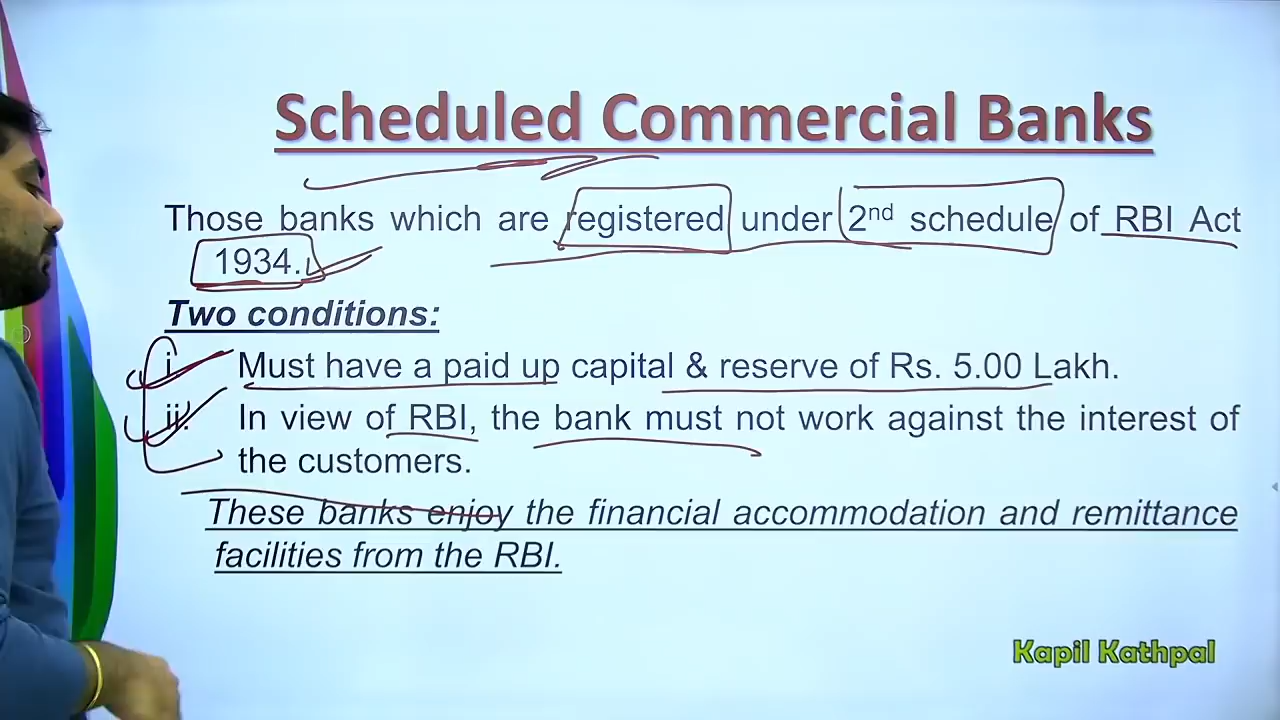 Scheduled Commercial Banks
Those banks which are registered under 2nd schedule of RBI Act
1934.
Two conditions:
i. Must have a paid up capital & reserve of Rs. 5.00 Lakh.
ii. In view of RBI, the bank must not work against the interest of
the customers.
These banks enjoy the financial accommodation and remittance
facilities from the RBI.
Kapil Kathpal